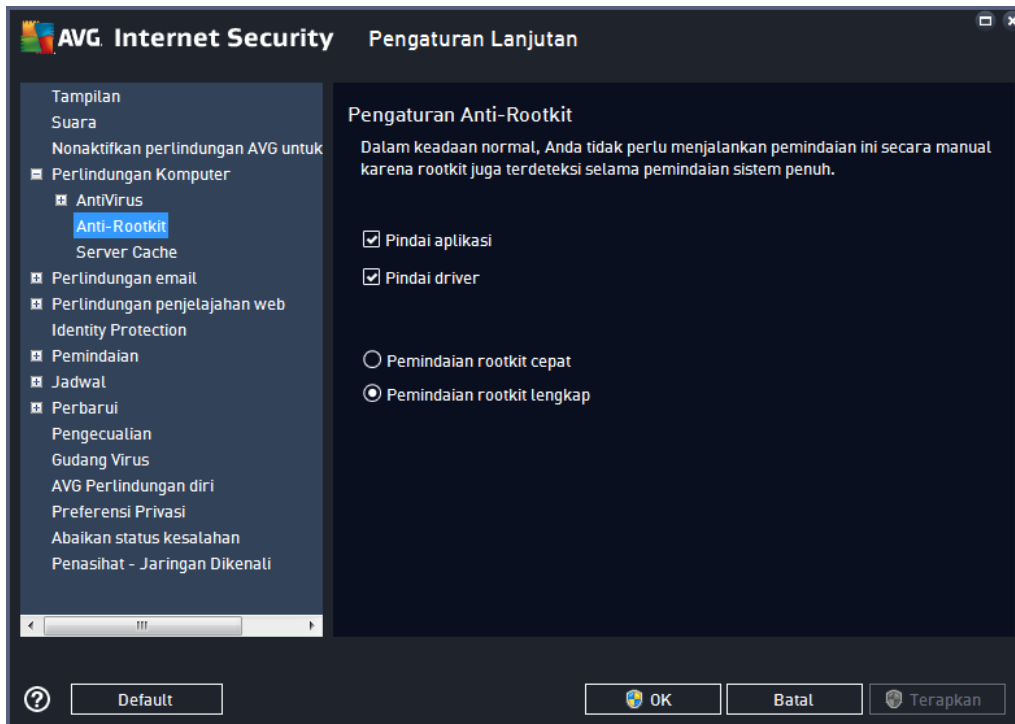 AVG. Internet Security
Pengaturan Lanjutan
Tampilan
Suara
Nonaktifkan perlindungan AVG untuk
Perlindungan Komputer
AntiVirus
Anti-Rootkit
Server Cache
Perlindungan email
Perlindungan penjelajahan web
Identity Protection
Pemindaian
Jadwal
Perbarui
Pengecualian
Gudang Virus
AVG Perlindungan diri
Preferensi Privasi
Abaikan status kesalahan
Penasihat - Jaringan Dikenali
Pengaturan Anti-Rootkit
Dalam keadaan normal, Anda tidak perlu menjalankan pemindaian ini secara manual
karena rootkit juga terdeteksi selama pemindaian sistem penuh.
Pindai aplikasi
Pindai driver
Pemindaian rootkit cepat
Pemindaian rootkit lengkap
Default
OK
Batal
Terapkan